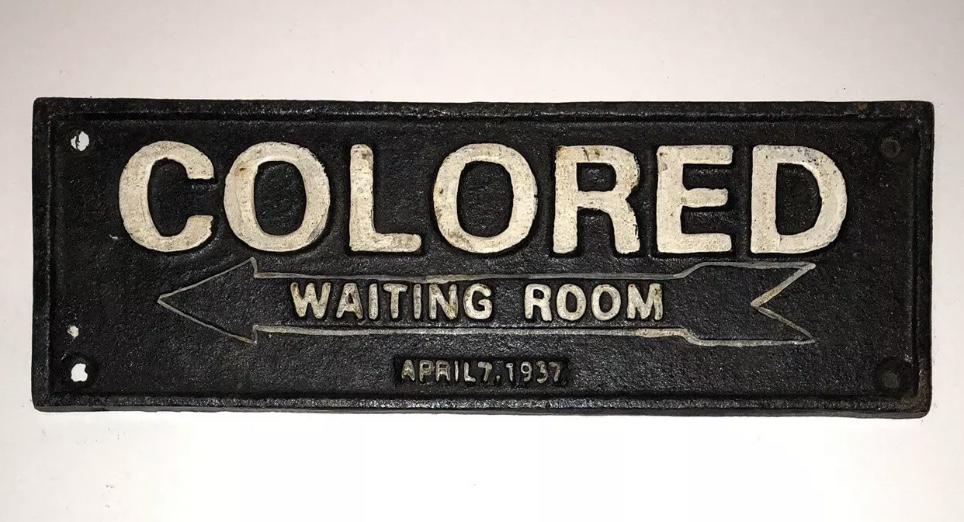 COLORED
WAITING ROOM
APRIL 7, 1937